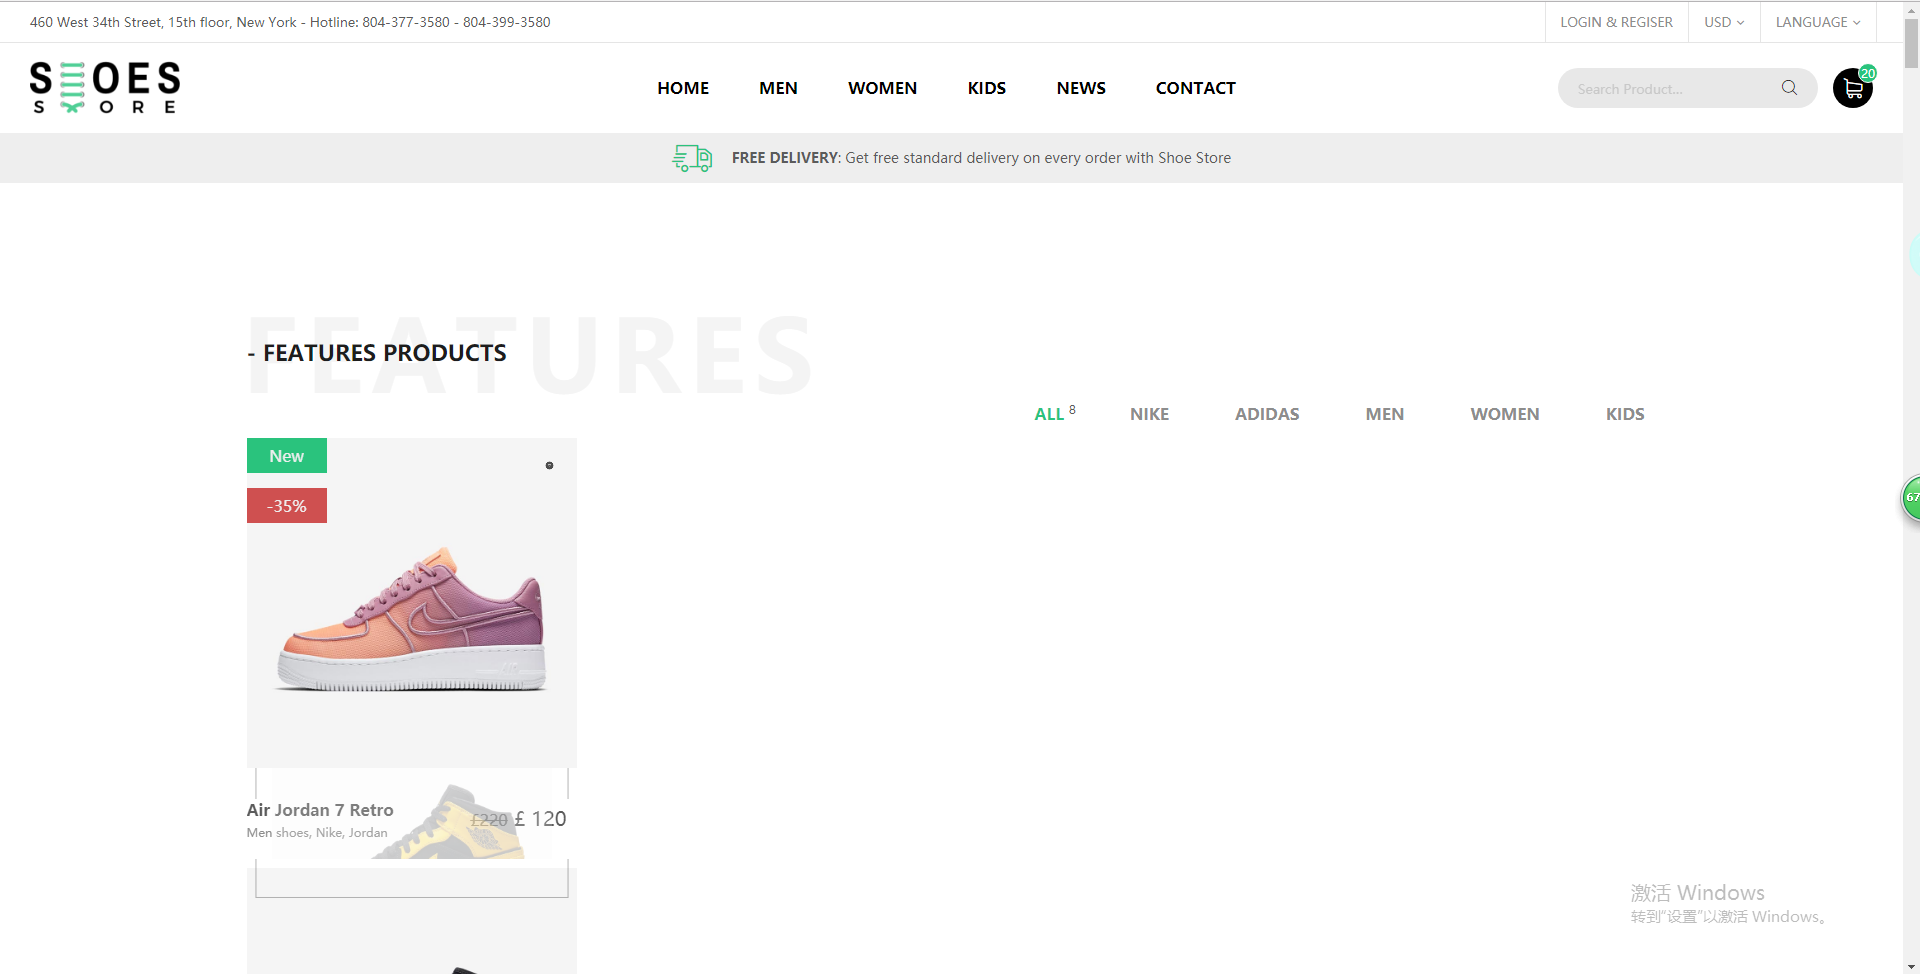 460 West 34th Street, 15th floor, New York - Hotline: 804-377-3580 - 804-399-3580
LOGIN & REGISER
USD
LANGUAGE
SHOES
STORE
HOME
MEN
WOMEN
KIDS
NEWS
CONTACT
Search Product...
20
FREE DELIVERY: Get free standard delivery on every order with Shoe Store
FEATURES
- FEATURES PRODUCTS
ALL 8
NIKE
ADIDAS
MEN
WOMEN
KIDS
New
-35%
67
Air Jordan 7 Retro
£220 £ 120
Men shoes, Nike, Jordan
激活 Windows
转到“设置”以激活 Windows。